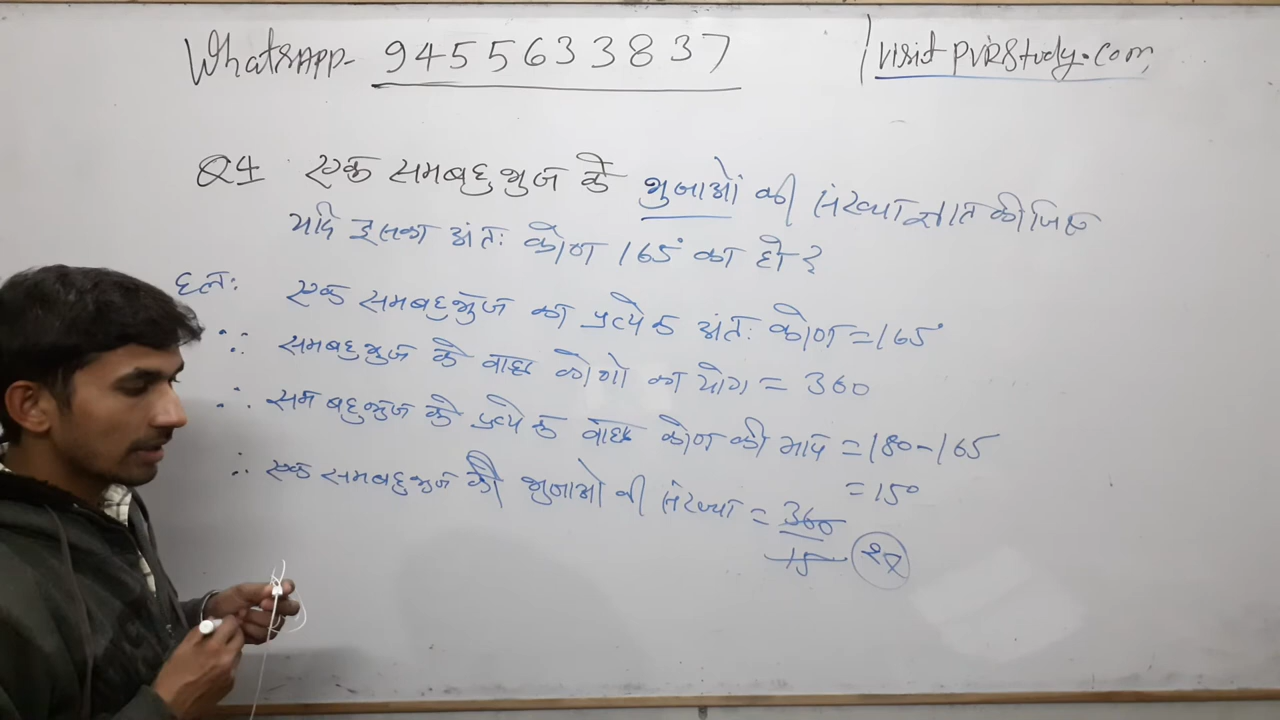 WhatsApp- 9455633837
visit PVRStudy.com
Q4 एक समबहुभुज के भुजाओं की संख्या ज्ञात कीजिए
यदि इसका अंतः कोण 165° का हो?
हलः एक समबहुभुज का प्रत्येक अंतः कोण = 165°
∵ समबहुभुज के वाह्य कोणो का योग = 360
∴ समबहुभुज के प्रत्येक वाह्य कोण की माप = 180-165
= 15°
∴ एक समबहुभुज की भुजाओ की संख्या = 360
15
२४